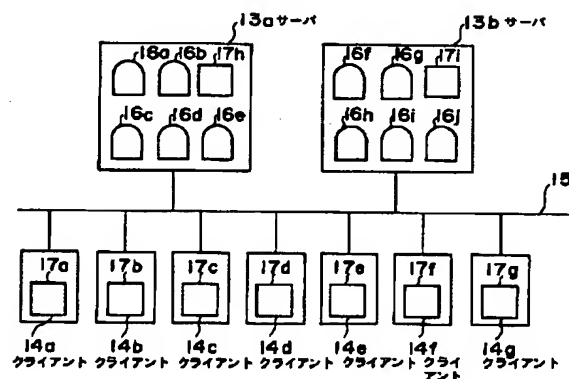 13a サーバ
13b サーバ
16a 16b 17h
16f 16g 17i
16c 16d 16e
16h 16i 16j
15
17a 17b 17c 17d 17e 17f 17g
14a 14b 14c 14d 14e 14f クライ 14g
クライアント クライアント クライアント クライアント クライアント アント クライアント